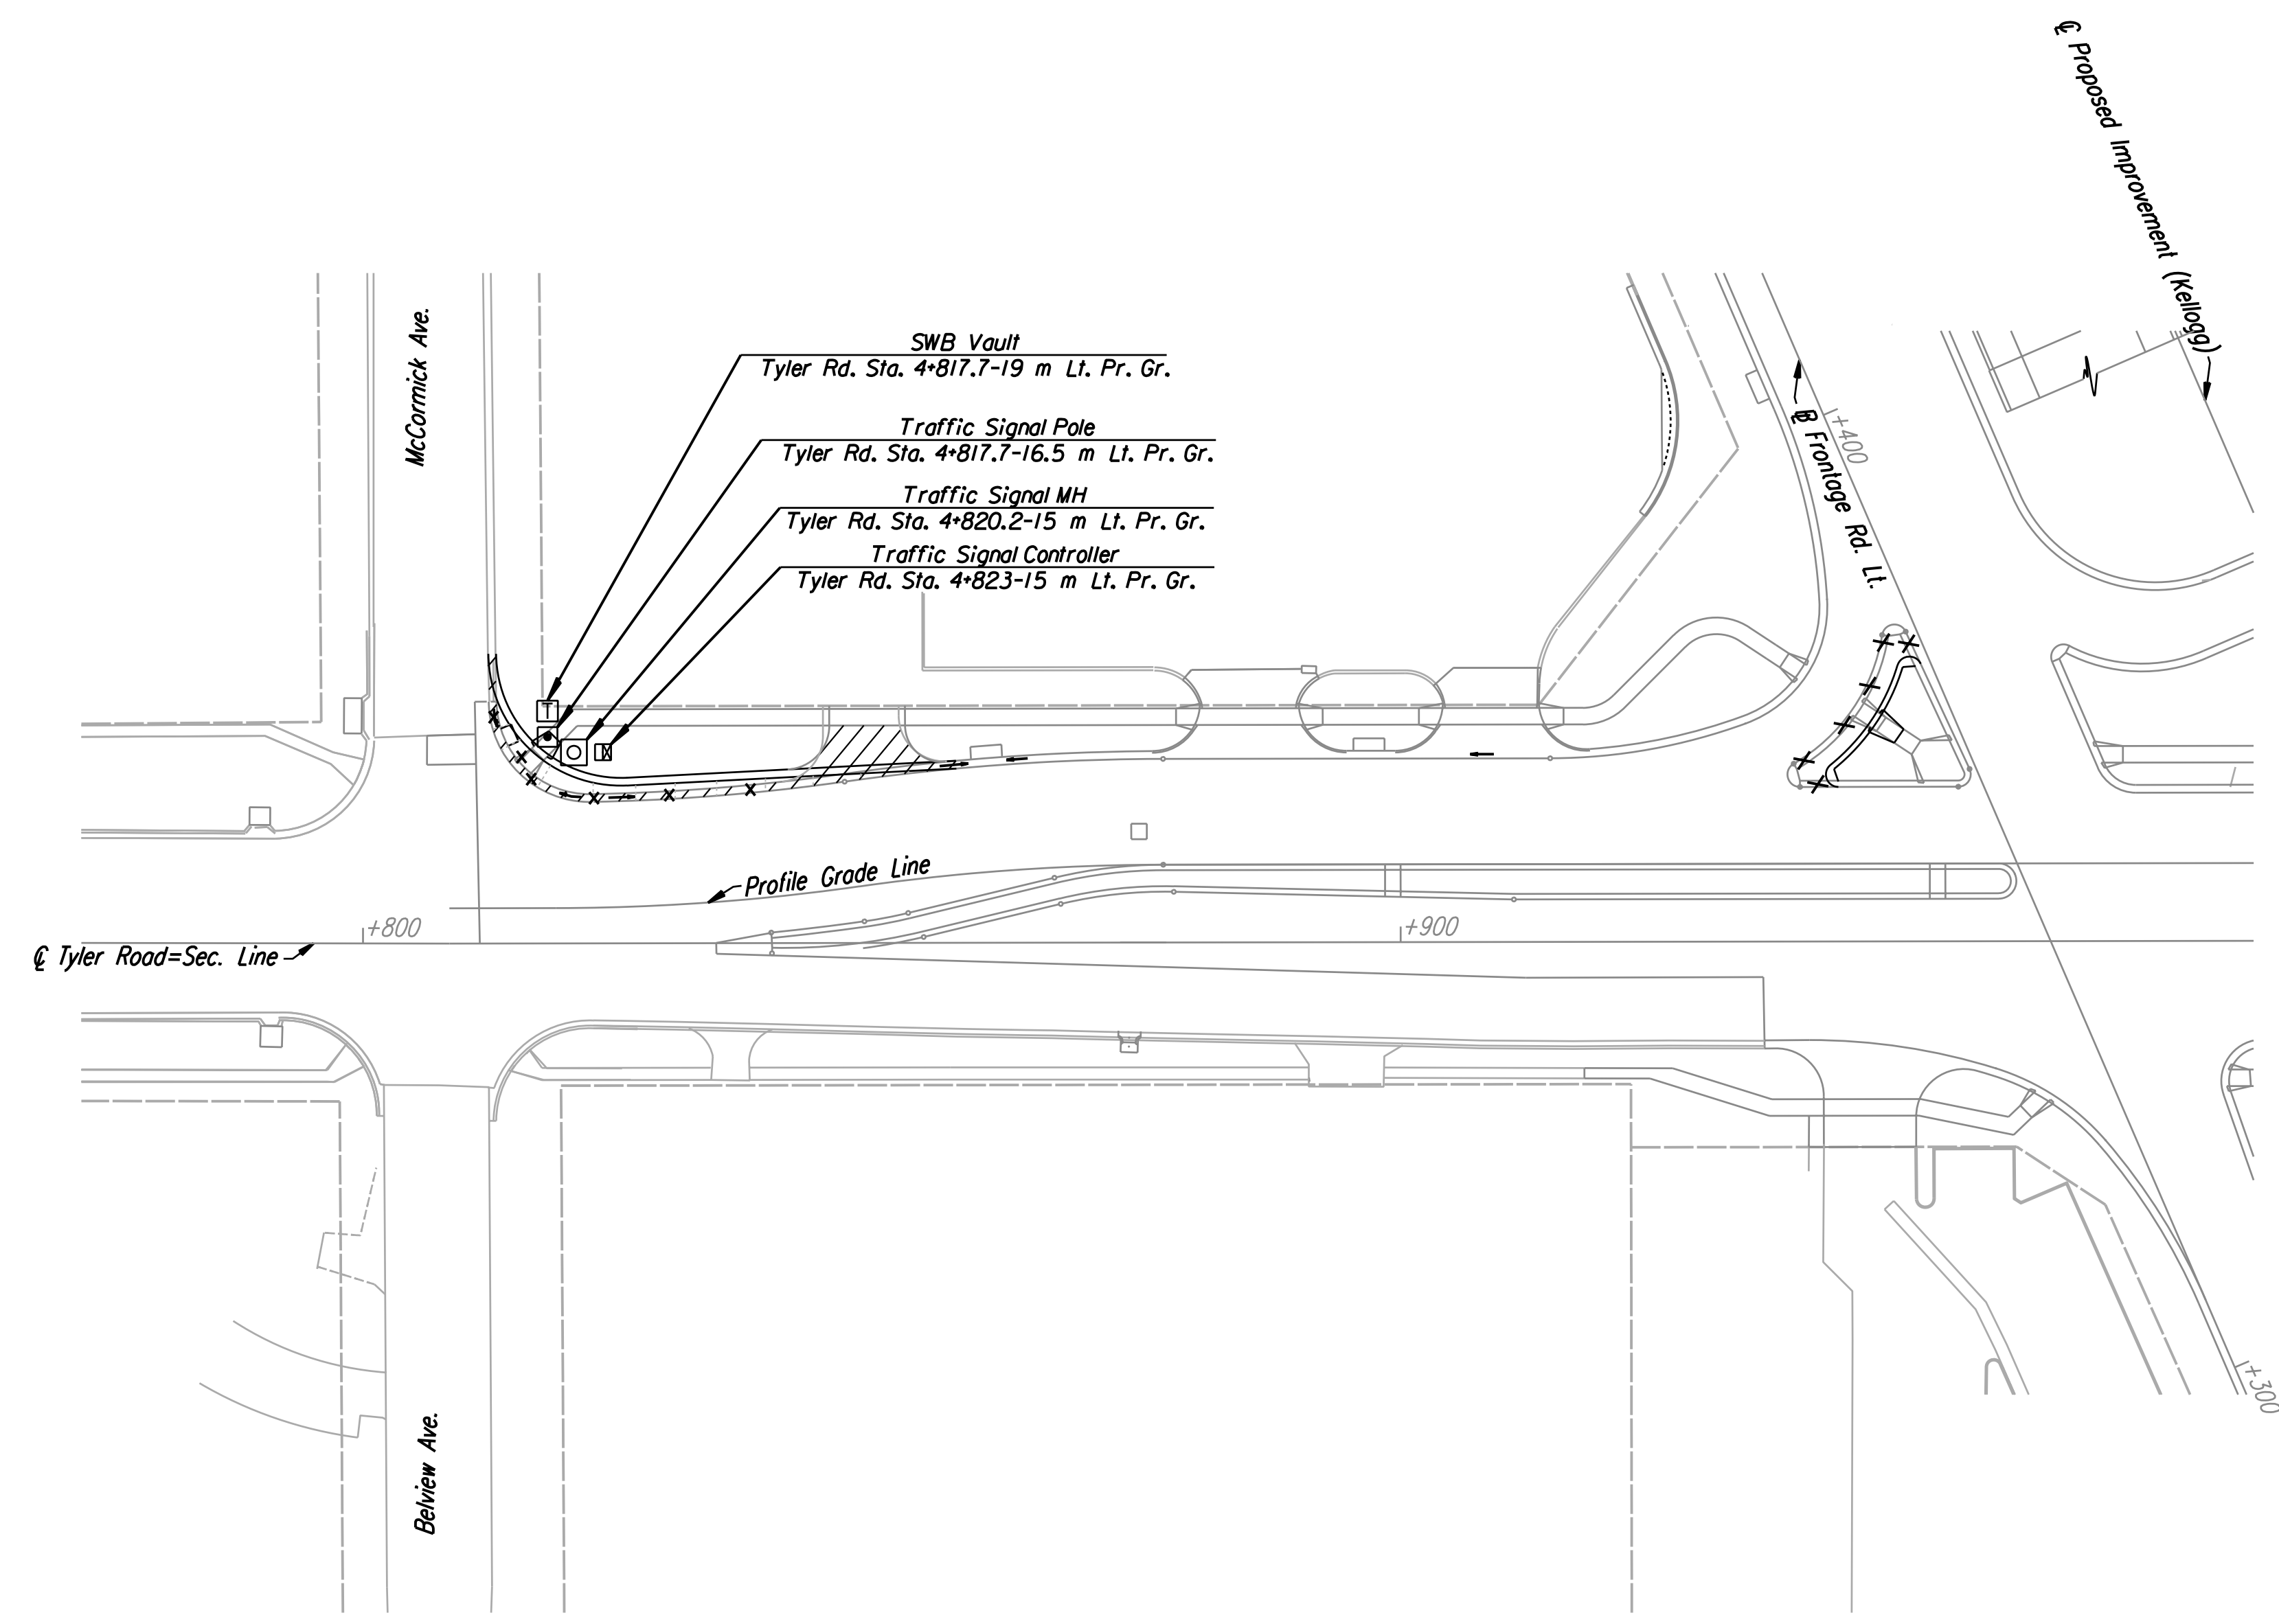 ℄ Proposed Improvement (Kellogg)
McCormick Ave.
SWB Vault
Tyler Rd. Sta. 4+817.7-19 m Lt. Pr. Gr.
Traffic Signal Pole
Tyler Rd. Sta. 4+817.7-16.5 m Lt. Pr. Gr.
Traffic Signal MH
Tyler Rd. Sta. 4+820.2-15 m Lt. Pr. Gr.
Traffic Signal Controller
Tyler Rd. Sta. 4+823-15 m Lt. Pr. Gr.
+400
Frontage Rd. Lt.
T
Profile Grade Line
+800
+900
℄ Tyler Road=Sec. Line
+300
Belview Ave.